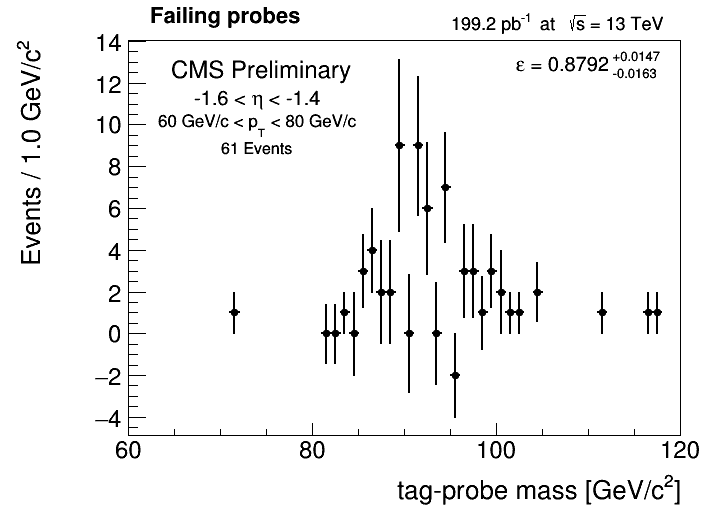 Failing probes
199.2 pb⁻¹ at √s = 13 TeV
CMS Preliminary
ε = 0.8792 +0.0147 -0.0163
-1.6 < η < -1.4
60 GeV/c < p_T < 80 GeV/c
61 Events
Events / 1.0 GeV/c²
14
12
10
8
6
4
2
0
−2
−4
60 80 100 120
tag-probe mass [GeV/c²]